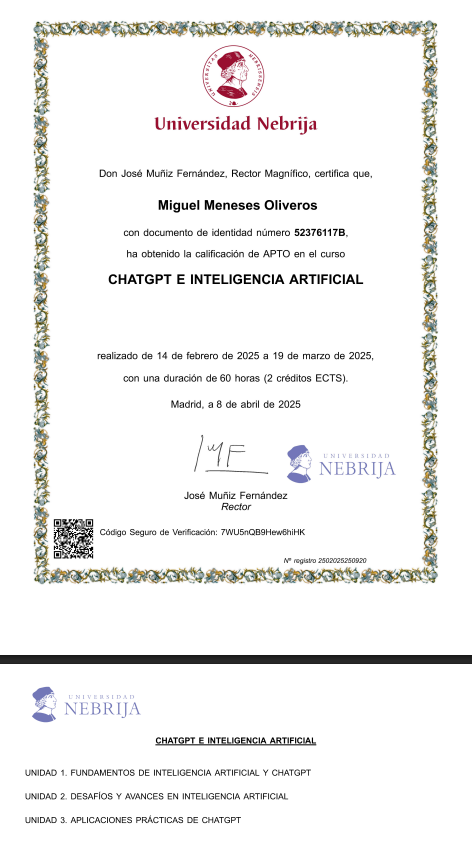 Universidad Nebrija
Don José Muñiz Fernández, Rector Magnífico, certifica que,
Miguel Meneses Oliveros
con documento de identidad número 52376117B,
ha obtenido la calificación de APTO en el curso
CHATGPT E INTELIGENCIA ARTIFICIAL
realizado de 14 de febrero de 2025 a 19 de marzo de 2025,
con una duración de 60 horas (2 créditos ECTS).
Madrid, a 8 de abril de 2025
UNIVERSIDAD
NEBRIJA
José Muñiz Fernández
Rector
Código Seguro de Verificación: 7WU5nQB9Hew6hiHK
Nº registro 2502025250920
UNIVERSIDAD
NEBRIJA
CHATGPT E INTELIGENCIA ARTIFICIAL
UNIDAD 1. FUNDAMENTOS DE INTELIGENCIA ARTIFICIAL Y CHATGPT
UNIDAD 2. DESAFÍOS Y AVANCES EN INTELIGENCIA ARTIFICIAL
UNIDAD 3. APLICACIONES PRÁCTICAS DE CHATGPT